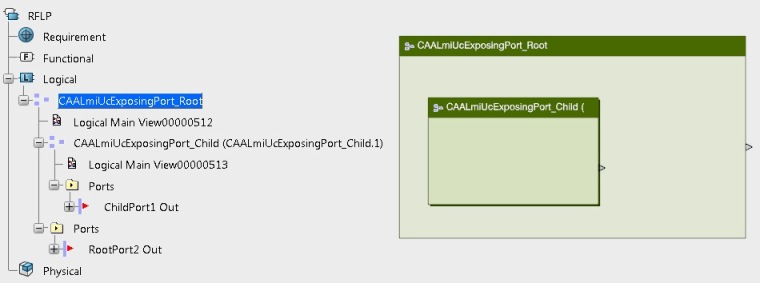 RFLP
Requirement
Functional
Logical
CAALmiUcExposingPort_Root
Logical Main View00000512
CAALmiUcExposingPort_Child (CAALmiUcExposingPort_Child.1)
Logical Main View00000513
Ports
ChildPort1 Out
Ports
RootPort2 Out
Physical
CAALmiUcExposingPort_Root
CAALmiUcExposingPort_Child (